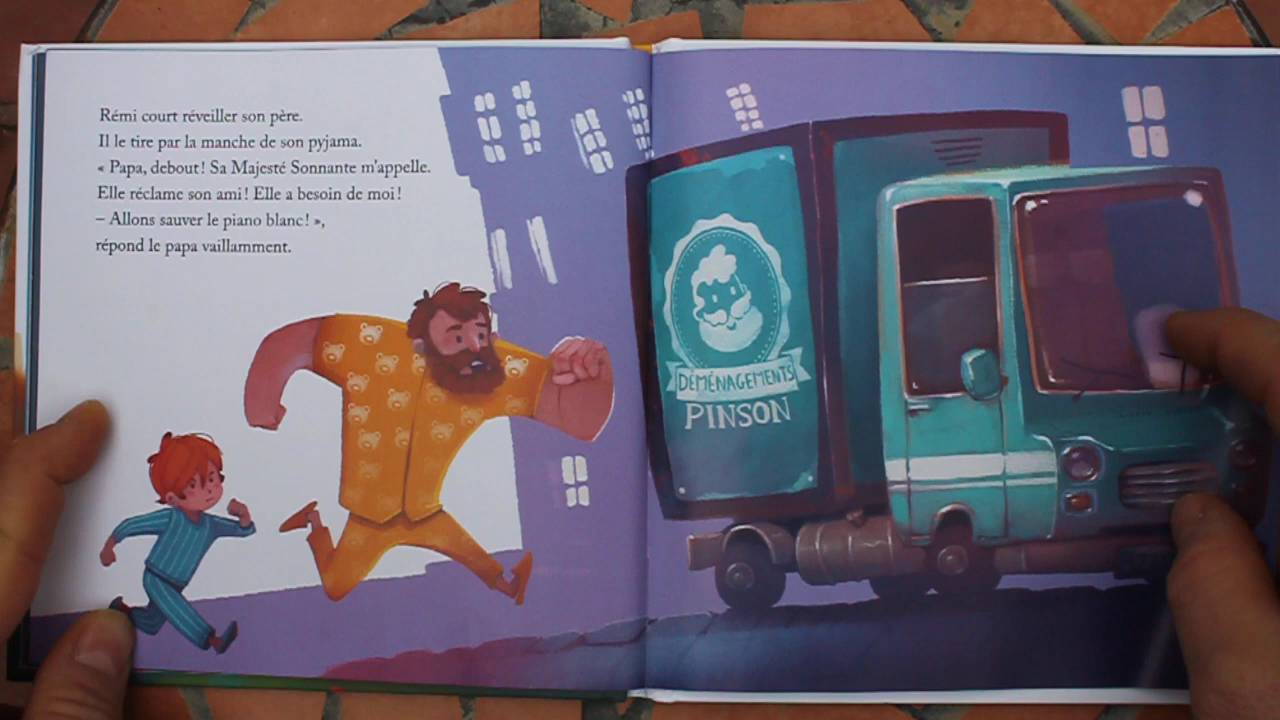 Rémi court réveiller son père.
Il le tire par la manche de son pyjama.
« Papa, debout ! Sa Majesté Sonnante m'appelle.
Elle réclame son ami ! Elle a besoin de moi !
– Allons sauver le piano blanc ! »,
répond le papa vaillamment.
DÉMÉNAGEMENTS
PINSON